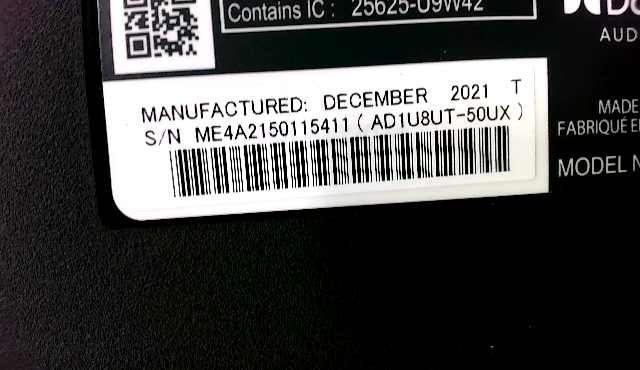 Contains IC : 25625-U9W42
AUD
MANUFACTURED: DECEMBER 2021 T
S/N ME4A2150115411 ( AD1U8UT-50UX )
MADE
FABRIQUÉ E
MODEL N